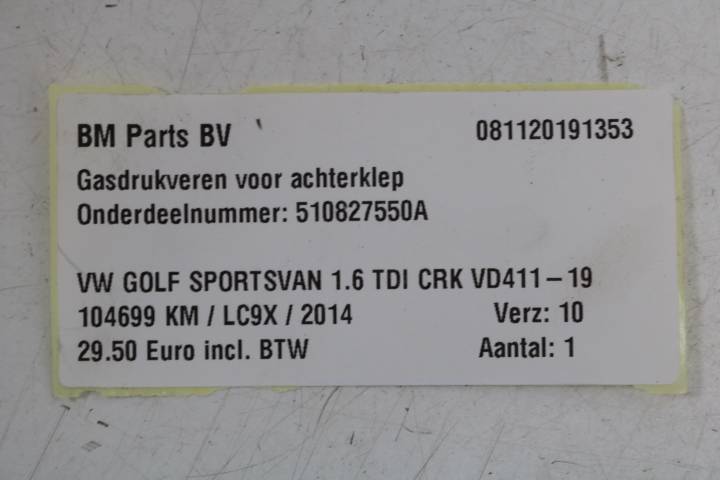 BM Parts BV 081120191353
Gasdrukveren voor achterklep
Onderdeelnummer: 510827550A
VW GOLF SPORTSVAN 1.6 TDI CRK VD411-19
104699 KM / LC9X / 2014 Verz: 10
29.50 Euro incl. BTW Aantal: 1